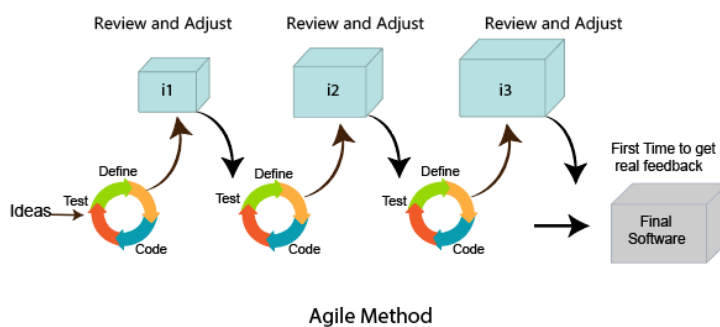 Review and Adjust
Review and Adjust
Review and Adjust
i1
i2
i3
First Time to get
real feedback
Define
Test
Code
Define
Test
Code
Define
Test
Code
Ideas
Final
Software
Agile Method